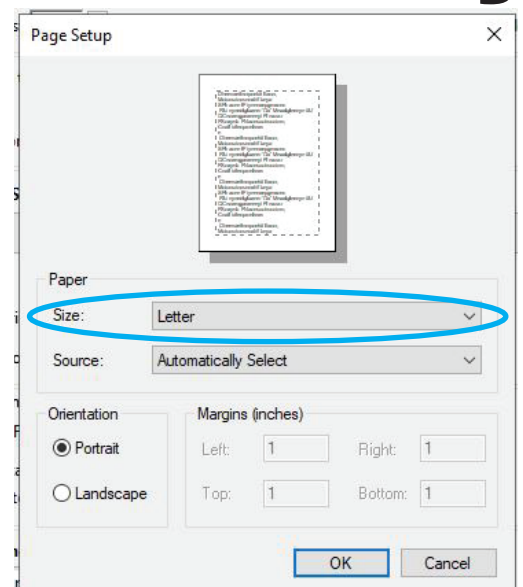 Page Setup
Paper
Size: Letter
Source: Automatically Select
Orientation
Portrait
Landscape
Margins (inches)
Left: 1 Right: 1
Top: 1 Bottom: 1
OK Cancel